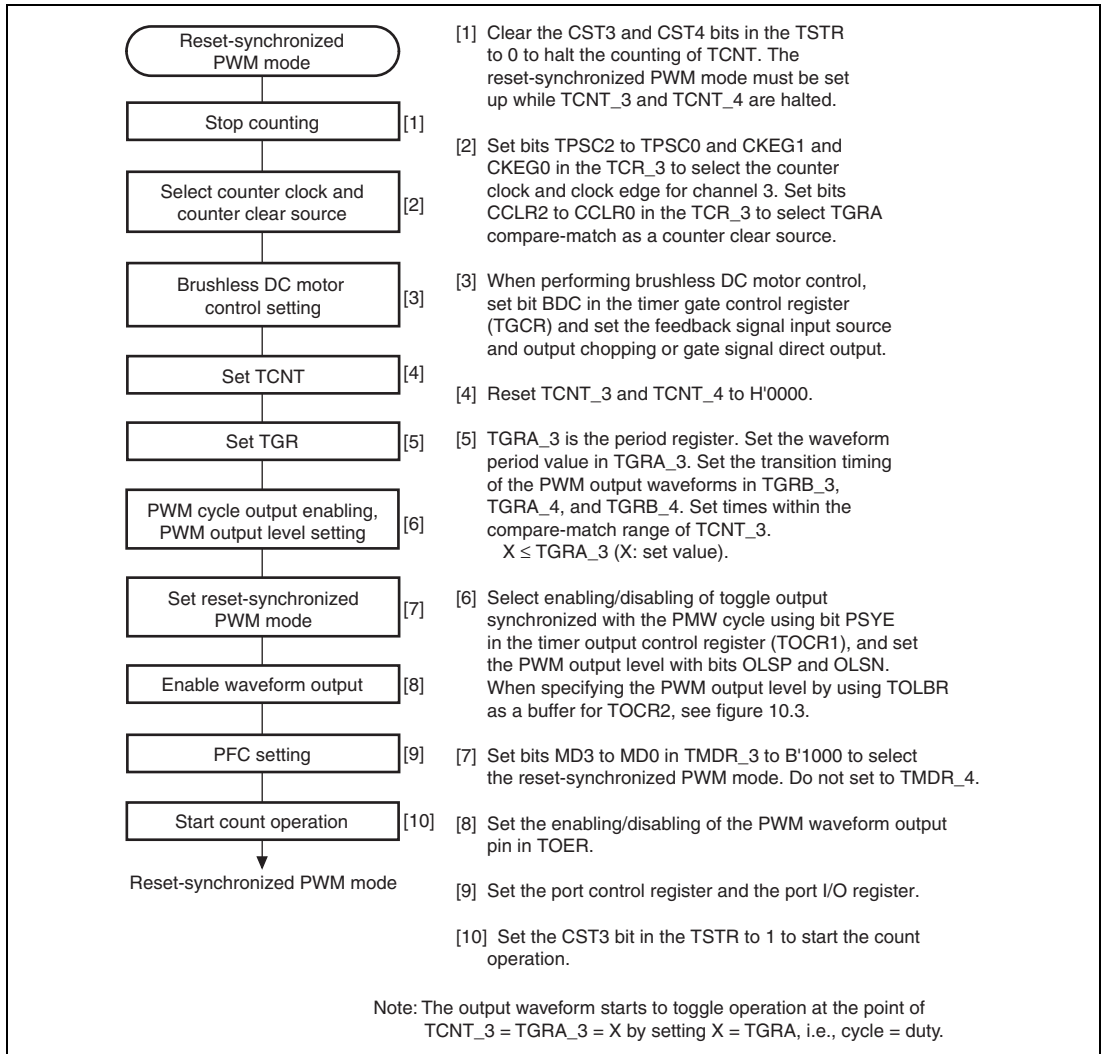 Reset-synchronized
PWM mode
Stop counting
[1]
Select counter clock and
counter clear source
[2]
Brushless DC motor
control setting
[3]
Set TCNT
[4]
Set TGR
[5]
PWM cycle output enabling,
PWM output level setting
[6]
Set reset-synchronized
PWM mode
[7]
Enable waveform output
[8]
PFC setting
[9]
Start count operation
[10]
Reset-synchronized PWM mode
[1] Clear the CST3 and CST4 bits in the TSTR
to 0 to halt the counting of TCNT. The
reset-synchronized PWM mode must be set
up while TCNT_3 and TCNT_4 are halted.
[2] Set bits TPSC2 to TPSC0 and CKEG1 and
CKEG0 in the TCR_3 to select the counter
clock and clock edge for channel 3. Set bits
CCLR2 to CCLR0 in the TCR_3 to select TGRA
compare-match as a counter clear source.
[3] When performing brushless DC motor control,
set bit BDC in the timer gate control register
(TGCR) and set the feedback signal input source
and output chopping or gate signal direct output.
[4] Reset TCNT_3 and TCNT_4 to H'0000.
[5] TGRA_3 is the period register. Set the waveform
period value in TGRA_3. Set the transition timing
of the PWM output waveforms in TGRB_3,
TGRA_4, and TGRB_4. Set times within the
compare-match range of TCNT_3.
X ≤ TGRA_3 (X: set value).
[6] Select enabling/disabling of toggle output
synchronized with the PMW cycle using bit PSYE
in the timer output control register (TOCR1), and set
the PWM output level with bits OLSP and OLSN.
When specifying the PWM output level by using TOLBR
as a buffer for TOCR2, see figure 10.3.
[7] Set bits MD3 to MD0 in TMDR_3 to B'1000 to select
the reset-synchronized PWM mode. Do not set to TMDR_4.
[8] Set the enabling/disabling of the PWM waveform output
pin in TOER.
[9] Set the port control register and the port I/O register.
[10] Set the CST3 bit in the TSTR to 1 to start the count
operation.
Note: The output waveform starts to toggle operation at the point of
TCNT_3 = TGRA_3 = X by setting X = TGRA, i.e., cycle = duty.